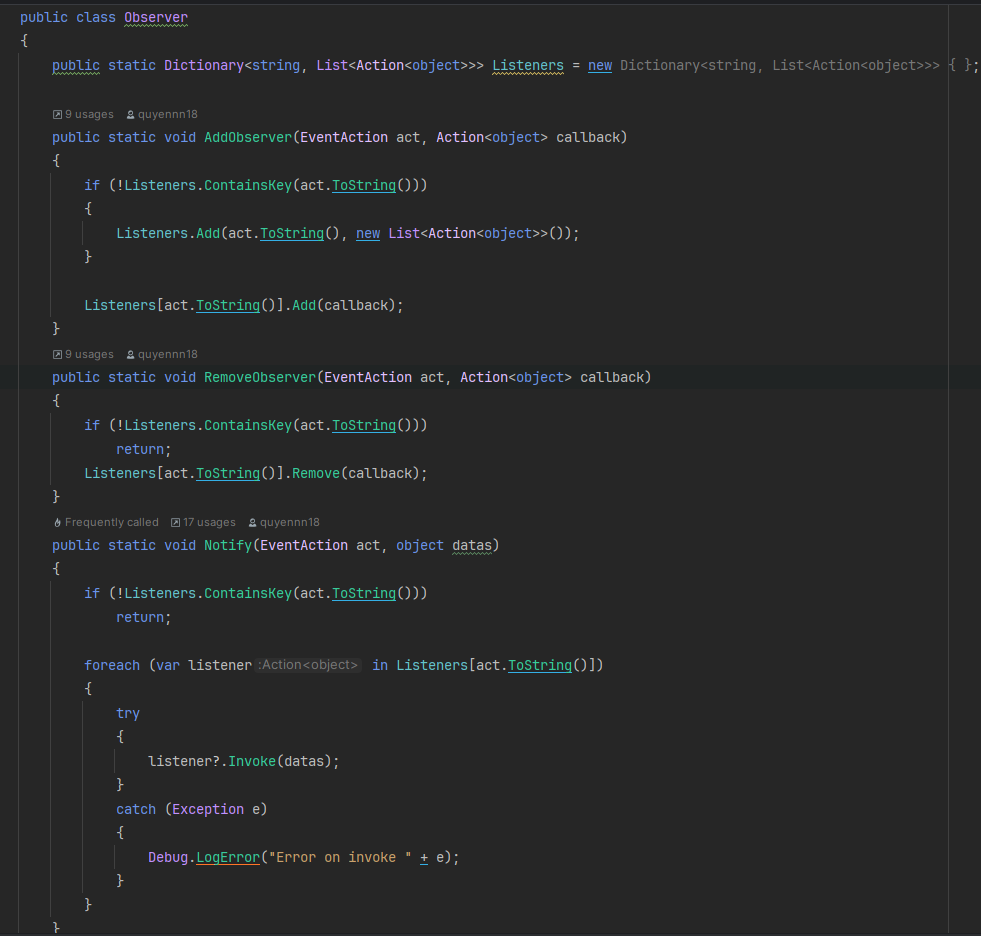 public class Observer
{
    public static Dictionary<string, List<Action<object>>> Listeners = new Dictionary<string, List<Action<object>>> { };
    9 usages quyennn18
    public static void AddObserver(EventAction act, Action<object> callback)
    {
        if (!Listeners.ContainsKey(act.ToString()))
        {
            Listeners.Add(act.ToString(), new List<Action<object>>());
        }
        Listeners[act.ToString()].Add(callback);
    }
    9 usages quyennn18
    public static void RemoveObserver(EventAction act, Action<object> callback)
    {
        if (!Listeners.ContainsKey(act.ToString()))
            return;
        Listeners[act.ToString()].Remove(callback);
    }
    Frequently called 17 usages quyennn18
    public static void Notify(EventAction act, object datas)
    {
        if (!Listeners.ContainsKey(act.ToString()))
            return;
        foreach (var listener :Action<object> in Listeners[act.ToString()])
        {
            try
            {
                listener?.Invoke(datas);
            }
            catch (Exception e)
            {
                Debug.LogError("Error on invoke " + e);
            }
        }
    }